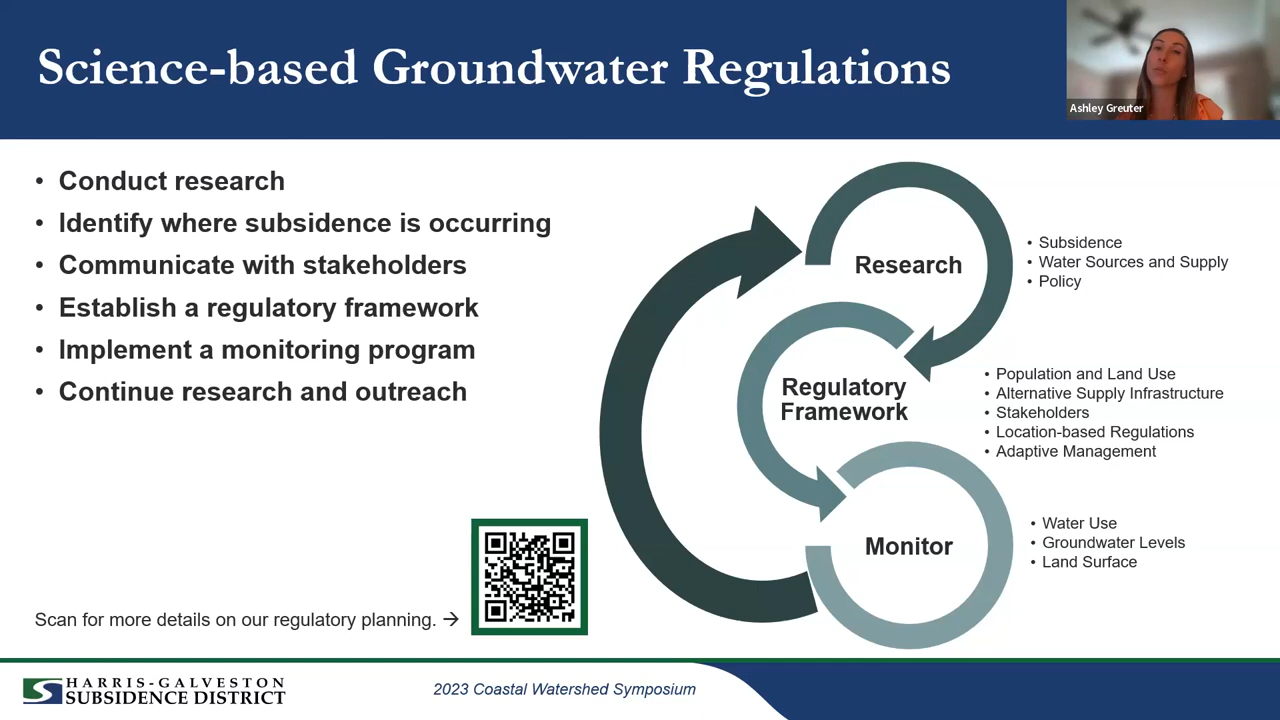 Science-based Groundwater Regulations
Ashley Greuter
• Conduct research
• Identify where subsidence is occurring
• Communicate with stakeholders
• Establish a regulatory framework
• Implement a monitoring program
• Continue research and outreach
Research
• Subsidence
• Water Sources and Supply
• Policy
Regulatory
Framework
• Population and Land Use
• Alternative Supply Infrastructure
• Stakeholders
• Location-based Regulations
• Adaptive Management
Monitor
• Water Use
• Groundwater Levels
• Land Surface
Scan for more details on our regulatory planning. →
HARRIS-GALVESTON
SUBSIDENCE DISTRICT
2023 Coastal Watershed Symposium